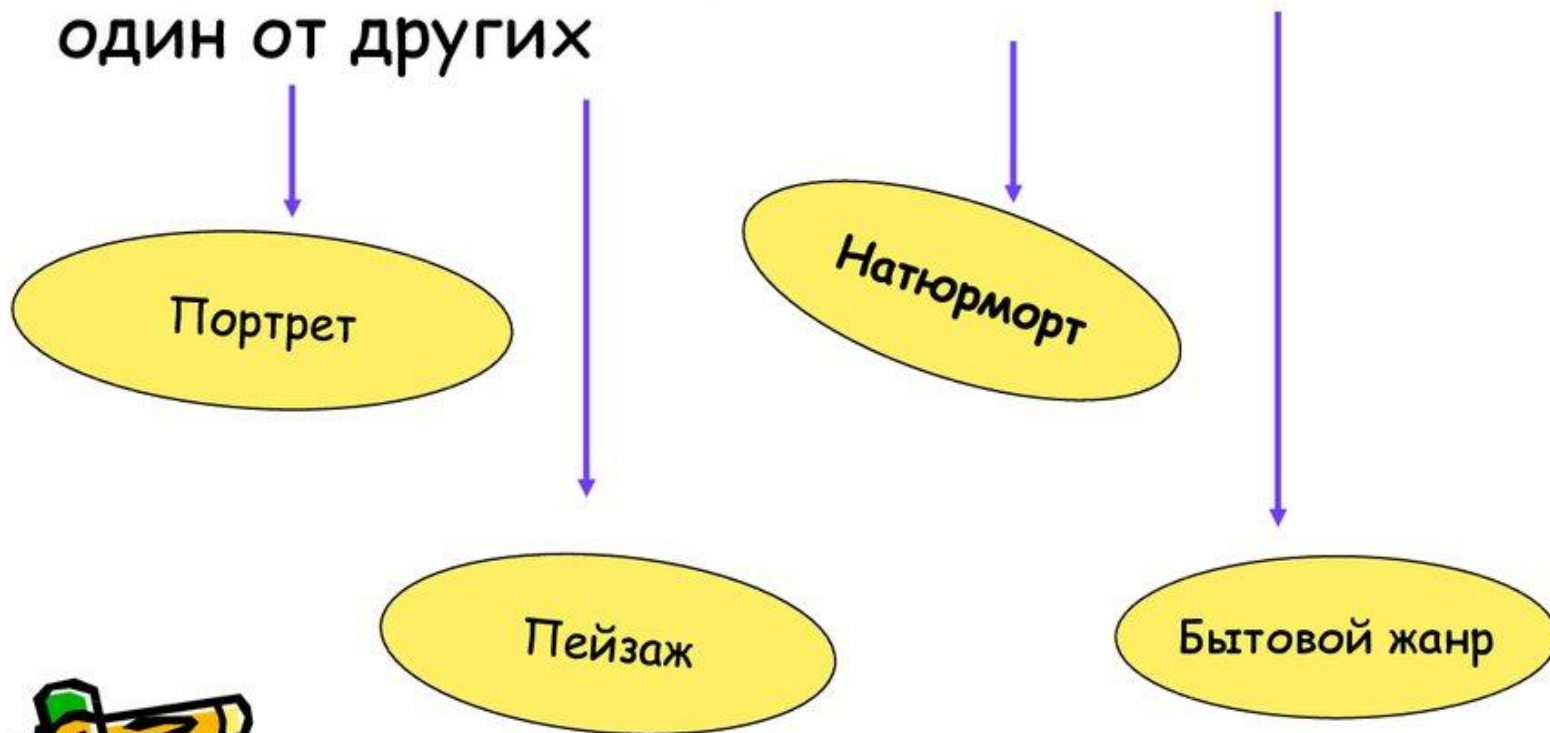 один от других
Портрет
Натюрморт
Пейзаж
Бытовой жанр